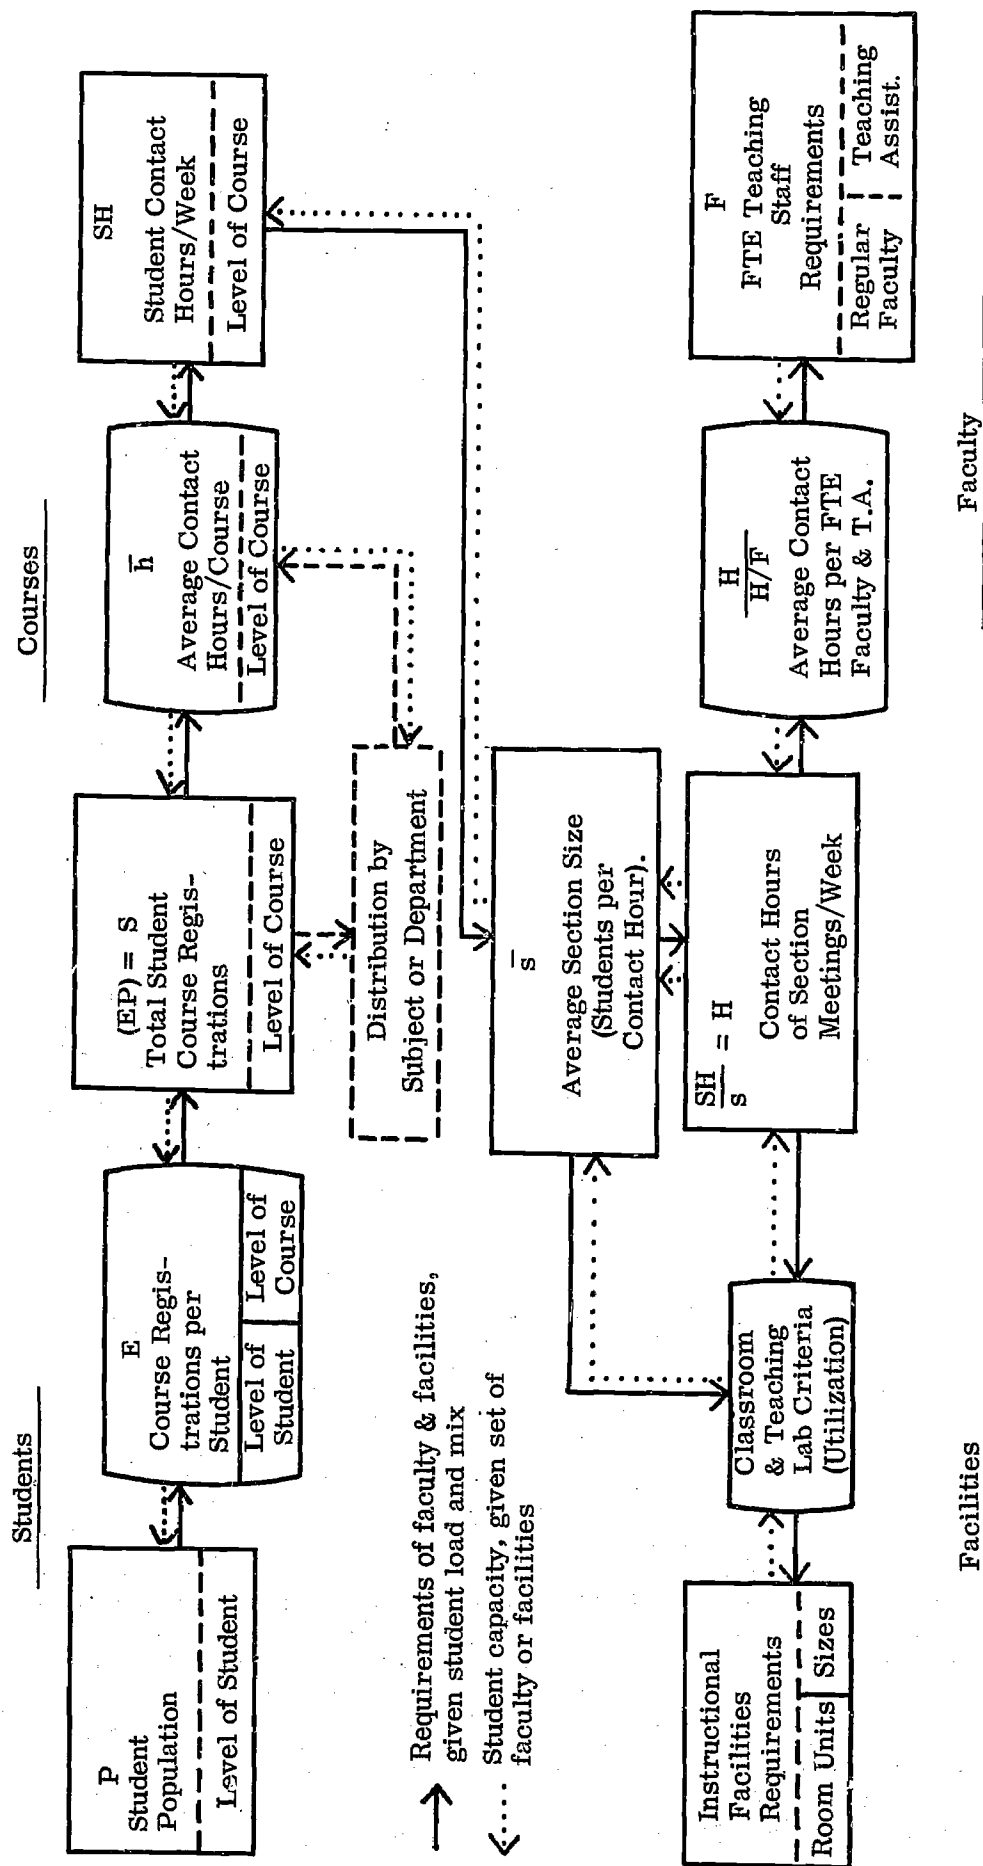 Students
Courses
P
Student
Population
Level of Student
E
Course Regis-
trations per
Student
Level of
Student
Level of
Course
(EP) = S
Total Student
Course Regis-
trations
Level of Course
h̅
Average Contact
Hours/Course
Level of Course
SH
Student Contact
Hours/Week
Level of Course
Requirements of faculty & facilities,
given student load and mix
Student capacity, given set of
faculty or facilities
Distribution by
Subject or Department
s̅
Average Section Size
(Students per
Contact Hour).
Instructional
Facilities
Requirements
Room Units
Sizes
Classroom
& Teaching
Lab Criteria
(Utilization)
SH
s
= H
Contact Hours
of Section
Meetings/Week
H
H/F
Average Contact
Hours per FTE
Faculty & T.A.
F
FTE Teaching
Staff
Requirements
Regular
Faculty
Teaching
Assist.
Facilities
Faculty